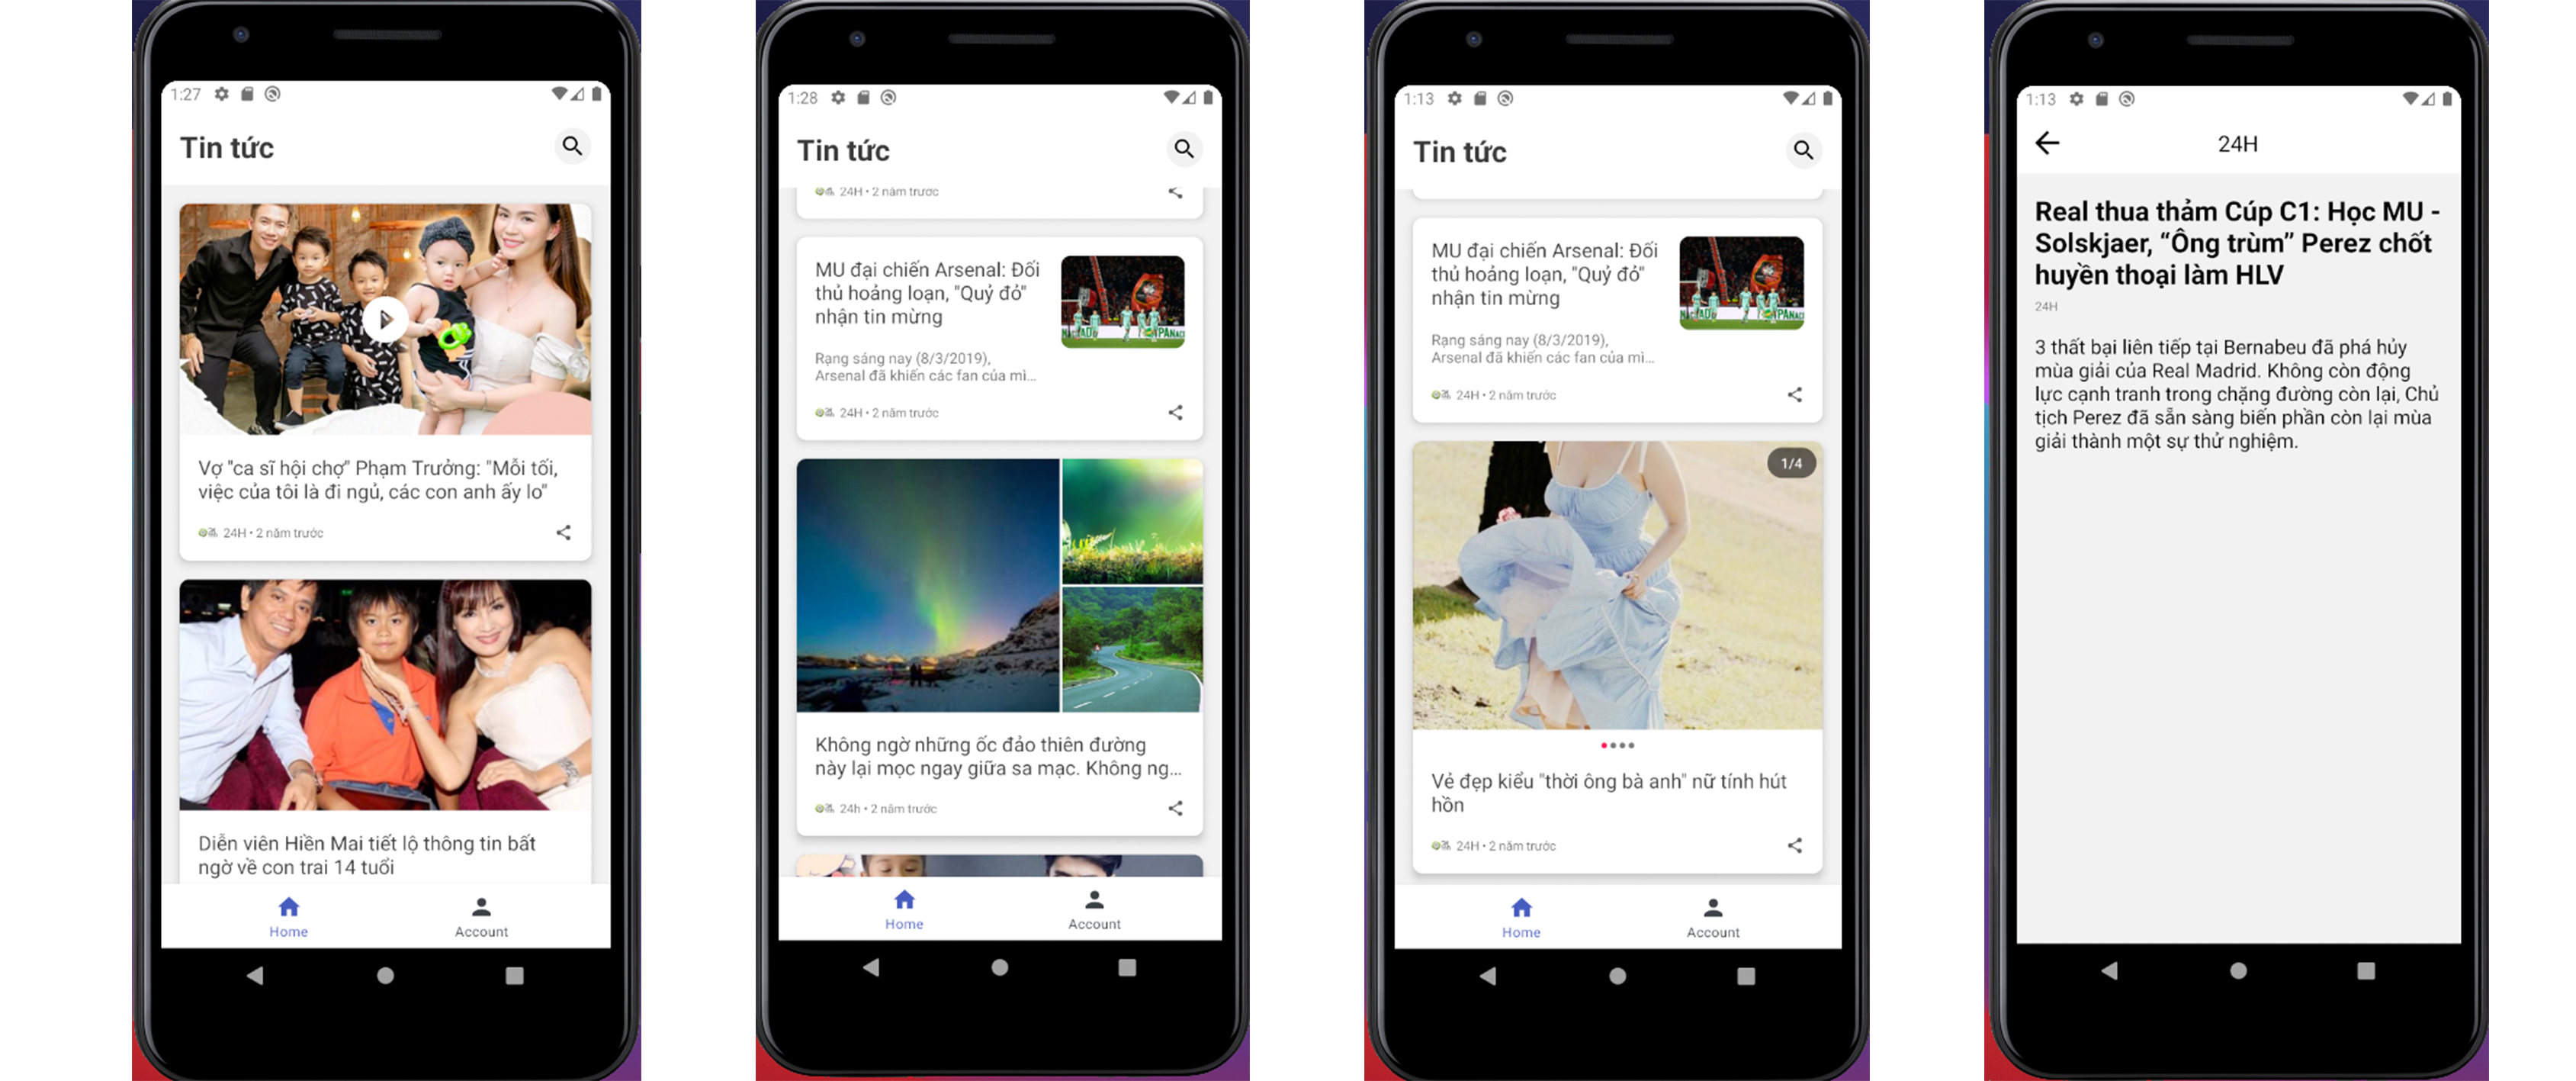 1:27
Tin tức
Vợ "ca sĩ hội chợ" Phạm Trưởng: "Mỗi tối,
việc của tôi là đi ngủ, các con anh ấy lo"
24H • 2 năm trước
Diễn viên Hiền Mai tiết lộ thông tin bất
ngờ về con trai 14 tuổi
Home
Account
1:28
Tin tức
24H • 2 năm trước
MU đại chiến Arsenal: Đối
thủ hoảng loạn, "Quỷ đỏ"
nhận tin mừng
Rạng sáng nay (8/3/2019),
Arsenal đã khiến các fan của mì...
24H • 2 năm trước
Không ngờ những ốc đảo thiên đường
này lại mọc ngay giữa sa mạc. Không ng...
24h • 2 năm trước
Home
Account
1:13
Tin tức
MU đại chiến Arsenal: Đối
thủ hoảng loạn, "Quỷ đỏ"
nhận tin mừng
Rạng sáng nay (8/3/2019),
Arsenal đã khiến các fan của mì...
24H • 2 năm trước
1/4
Vẻ đẹp kiểu "thời ông bà anh" nữ tính hút
hồn
24H • 2 năm trước
Home
Account
1:13
24H
Real thua thảm Cúp C1: Học MU -
Solskjaer, “Ông trùm” Perez chốt
huyền thoại làm HLV
24H
3 thất bại liên tiếp tại Bernabeu đã phá hủy
mùa giải của Real Madrid. Không còn động
lực cạnh tranh trong chặng đường còn lại, Chủ
tịch Perez đã sẵn sàng biến phần còn lại mùa
giải thành một sự thử nghiệm.